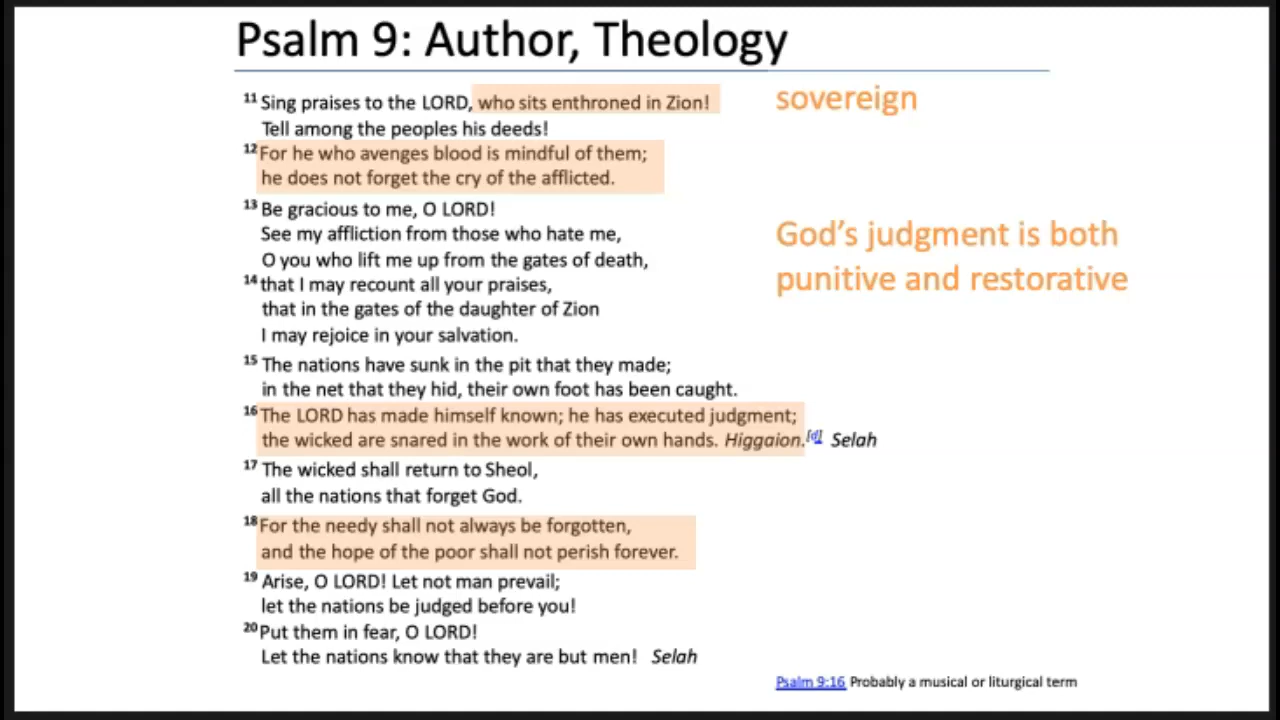 Psalm 9: Author, Theology
11 Sing praises to the LORD, who sits enthroned in Zion!
Tell among the peoples his deeds!
12 For he who avenges blood is mindful of them;
he does not forget the cry of the afflicted.
13 Be gracious to me, O LORD!
See my affliction from those who hate me,
O you who lift me up from the gates of death,
14 that I may recount all your praises,
that in the gates of the daughter of Zion
I may rejoice in your salvation.
15 The nations have sunk in the pit that they made;
in the net that they hid, their own foot has been caught.
16 The LORD has made himself known; he has executed judgment;
the wicked are snared in the work of their own hands. Higgaion.[d] Selah
17 The wicked shall return to Sheol,
all the nations that forget God.
18 For the needy shall not always be forgotten,
and the hope of the poor shall not perish forever.
19 Arise, O LORD! Let not man prevail;
let the nations be judged before you!
20 Put them in fear, O LORD!
Let the nations know that they are but men! Selah
sovereign
God's judgment is both
punitive and restorative
Psalm 9:16 Probably a musical or liturgical term